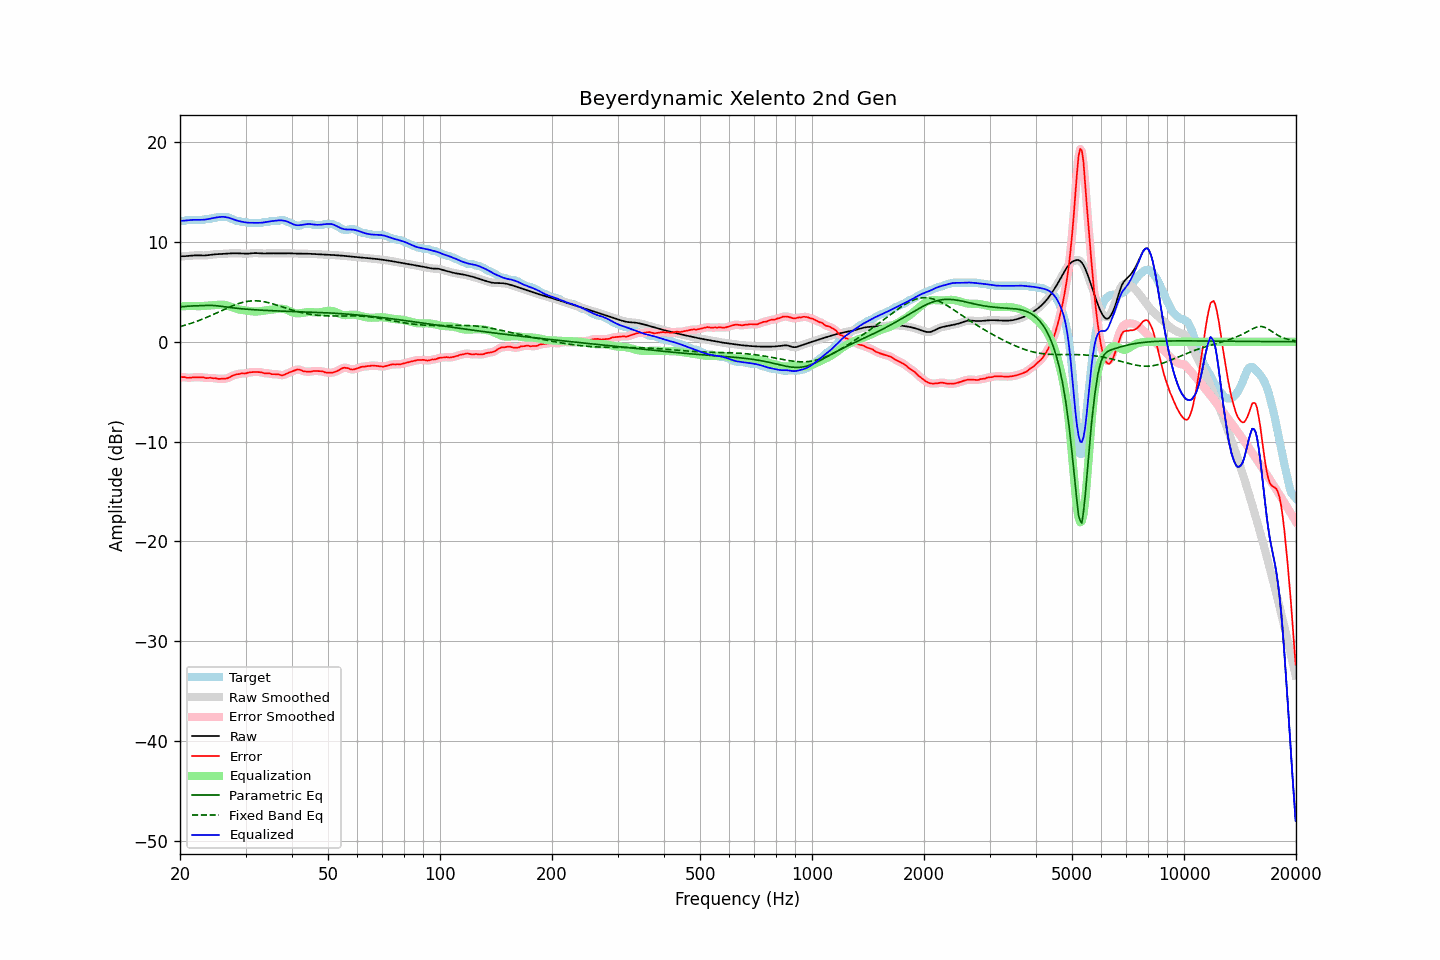 Beyerdynamic Xelento 2nd Gen
Amplitude (dBr)
20
10
0
−10
−20
−30
−40
−50
Target
Raw Smoothed
Error Smoothed
Raw
Error
Equalization
Parametric Eq
Fixed Band Eq
Equalized
20 50 100 200 500 1000 2000 5000 10000 20000
Frequency (Hz)